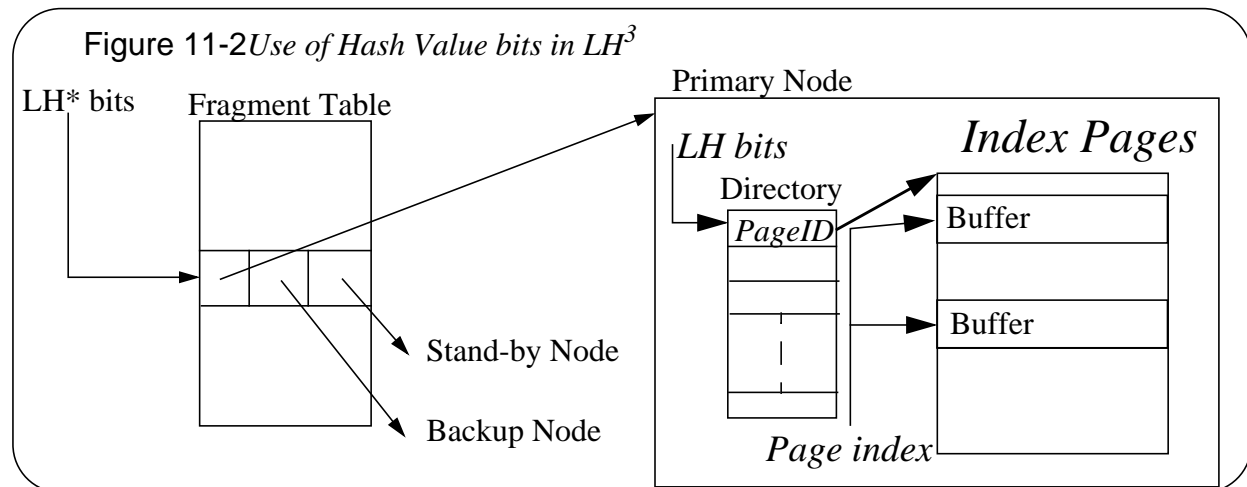 Figure 11-2 Use of Hash Value bits in LH³
Primary Node
LH* bits
Fragment Table
LH bits
Index Pages
Directory
PageID
Buffer
Buffer
Stand-by Node
Backup Node
Page index